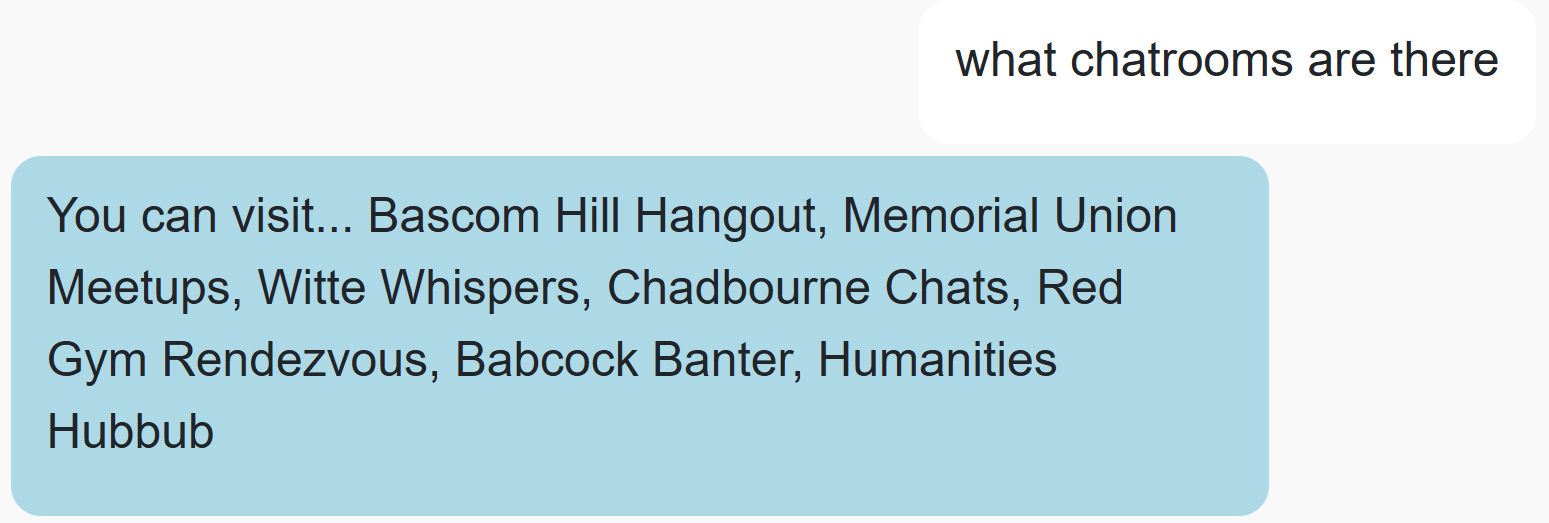 what chatrooms are there
You can visit... Bascom Hill Hangout, Memorial Union
Meetups, Witte Whispers, Chadbourne Chats, Red
Gym Rendezvous, Babcock Banter, Humanities
Hubbub